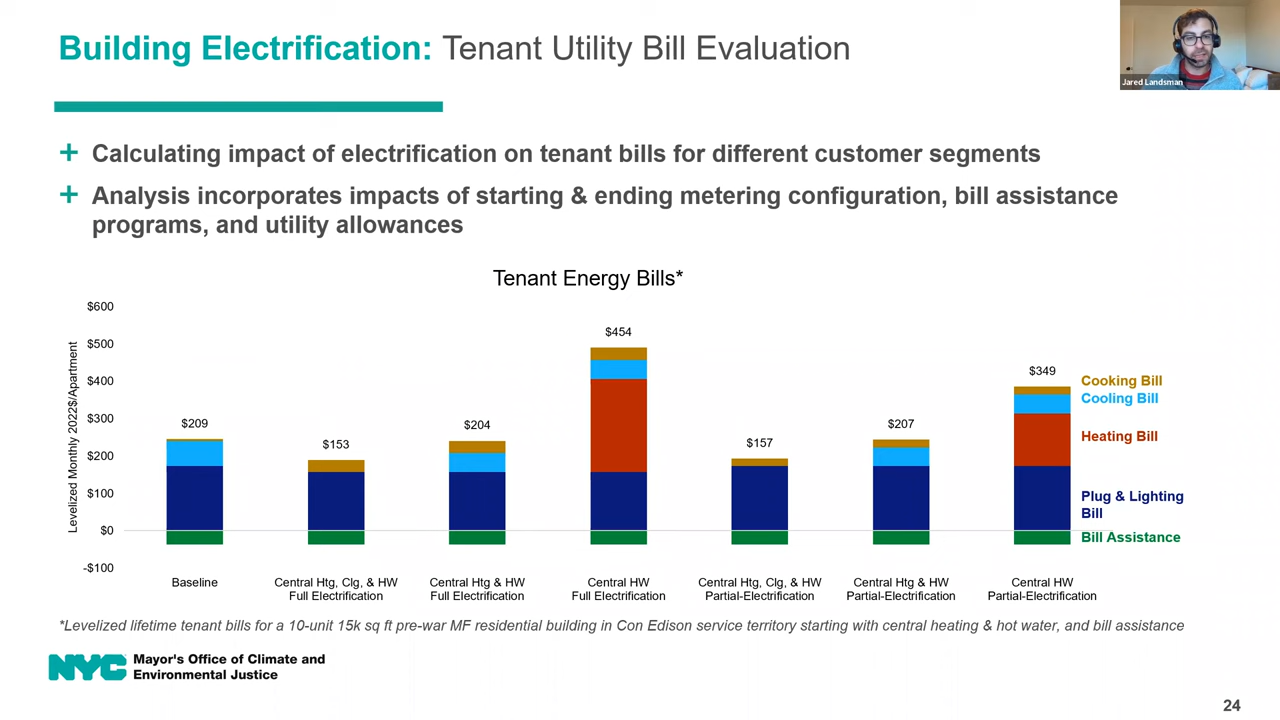 Building Electrification: Tenant Utility Bill Evaluation
Jared Landsman
+ Calculating impact of electrification on tenant bills for different customer segments
+ Analysis incorporates impacts of starting & ending metering configuration, bill assistance
programs, and utility allowances
Tenant Energy Bills*
Levelized Monthly 2022$/Apartment
$600
$500
$400
$300
$200
$100
$0
-$100
$209
$153
$204
$454
$157
$207
$349
Cooking Bill
Cooling Bill
Heating Bill
Plug & Lighting
Bill
Bill Assistance
Baseline
Central Htg, Clg, & HW
Full Electrification
Central Htg & HW
Full Electrification
Central HW
Full Electrification
Central Htg, Clg, & HW
Partial-Electrification
Central Htg & HW
Partial-Electrification
Central HW
Partial-Electrification
*Levelized lifetime tenant bills for a 10-unit 15k sq ft pre-war MF residential building in Con Edison service territory starting with central heating & hot water, and bill assistance
NYC
Mayor's Office of Climate and
Environmental Justice
24